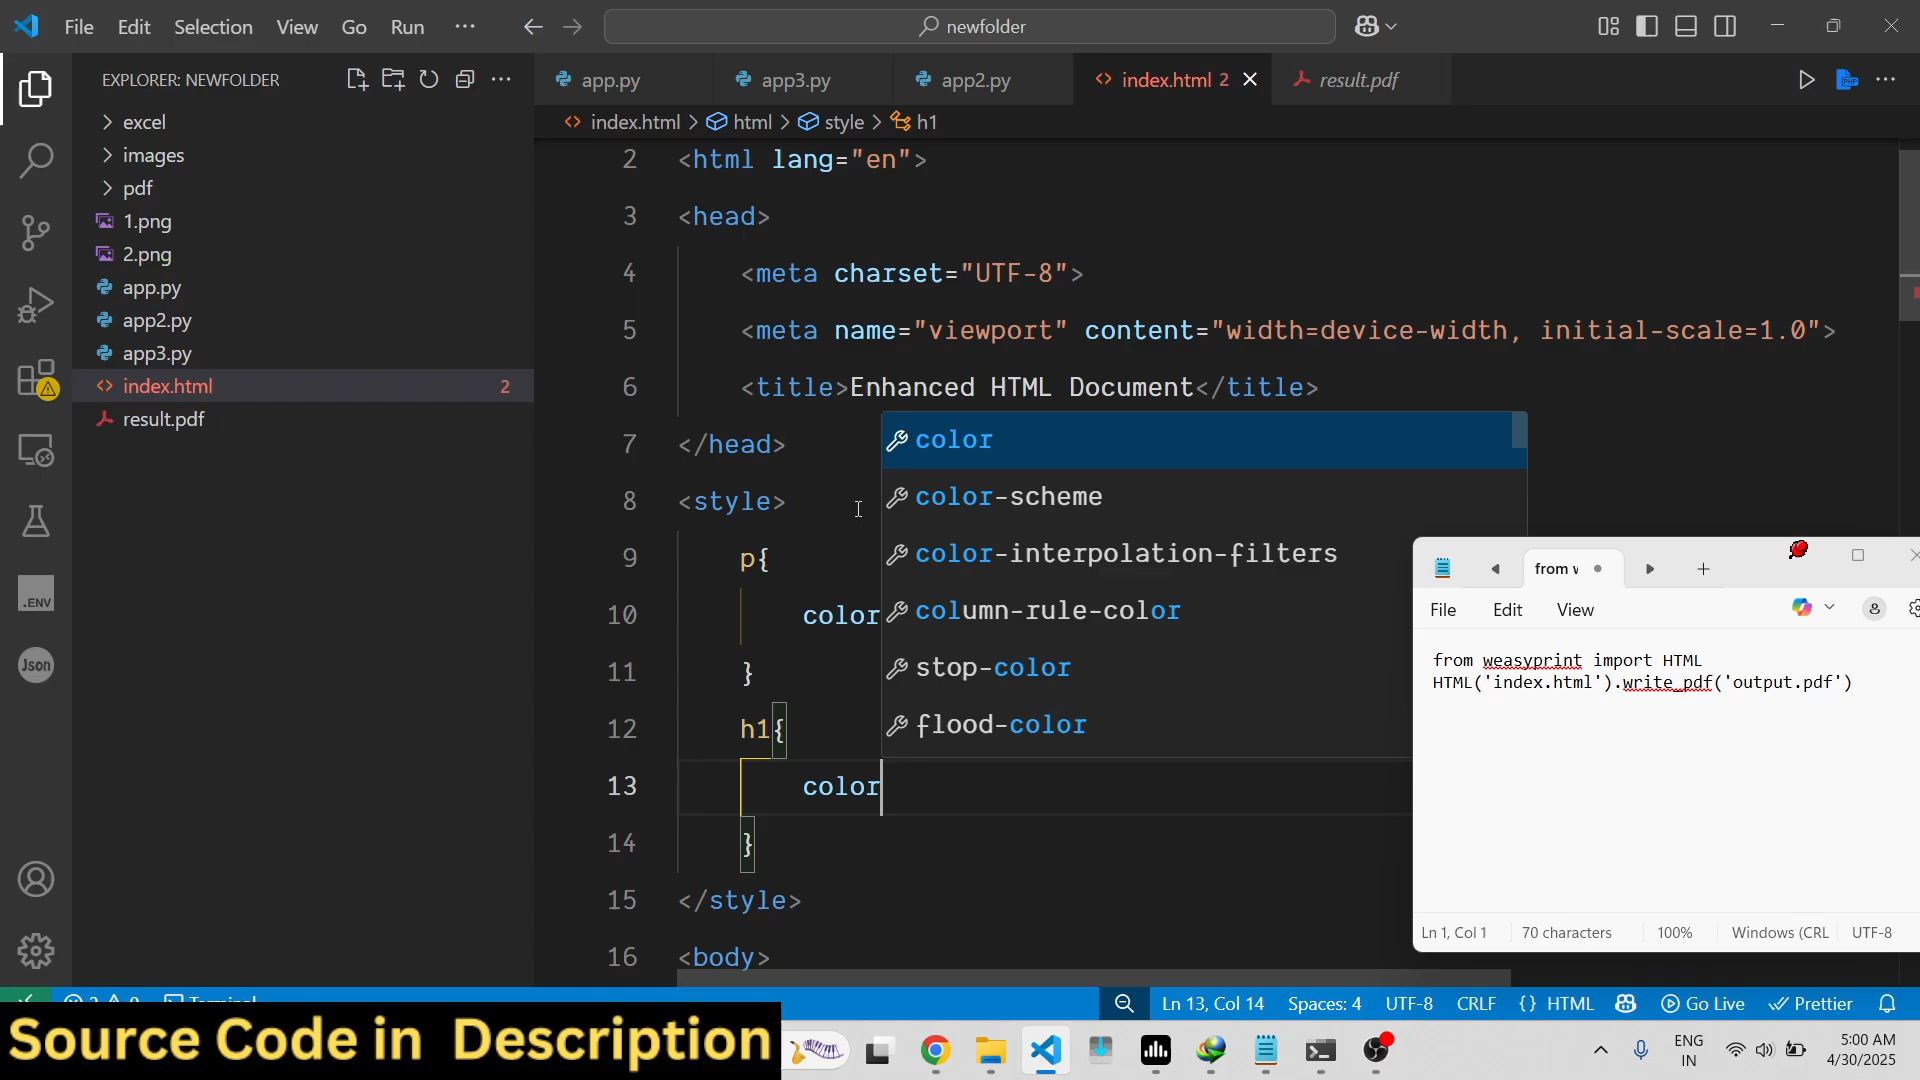 File Edit Selection View Go Run ··· newfolder
EXPLORER: NEWFOLDER
app.py app3.py app2.py index.html 2 result.pdf
index.html > html > style > h1
excel
images
pdf
1.png
2.png
app.py
app2.py
app3.py
index.html 2
result.pdf
.ENV
Json
2 <html lang="en">
3 <head>
4 <meta charset="UTF-8">
5 <meta name="viewport" content="width=device-width, initial-scale=1.0">
6 <title>Enhanced HTML Document</title>
7 </head>
8 <style>
9 p{
10 color
11 }
12 h1{
13 color
14 }
15 </style>
16 <body>
color
color-scheme
color-interpolation-filters
column-rule-color
stop-color
flood-color
from w
File Edit View
from weasyprint import HTML
HTML('index.html').write_pdf('output.pdf')
Ln 1, Col 1 70 characters 100% Windows (CRL UTF-8
Ln 13, Col 14 Spaces: 4 UTF-8 CRLF {} HTML Go Live Prettier
Source Code in Description
ENG
IN
5:00 AM
4/30/2025